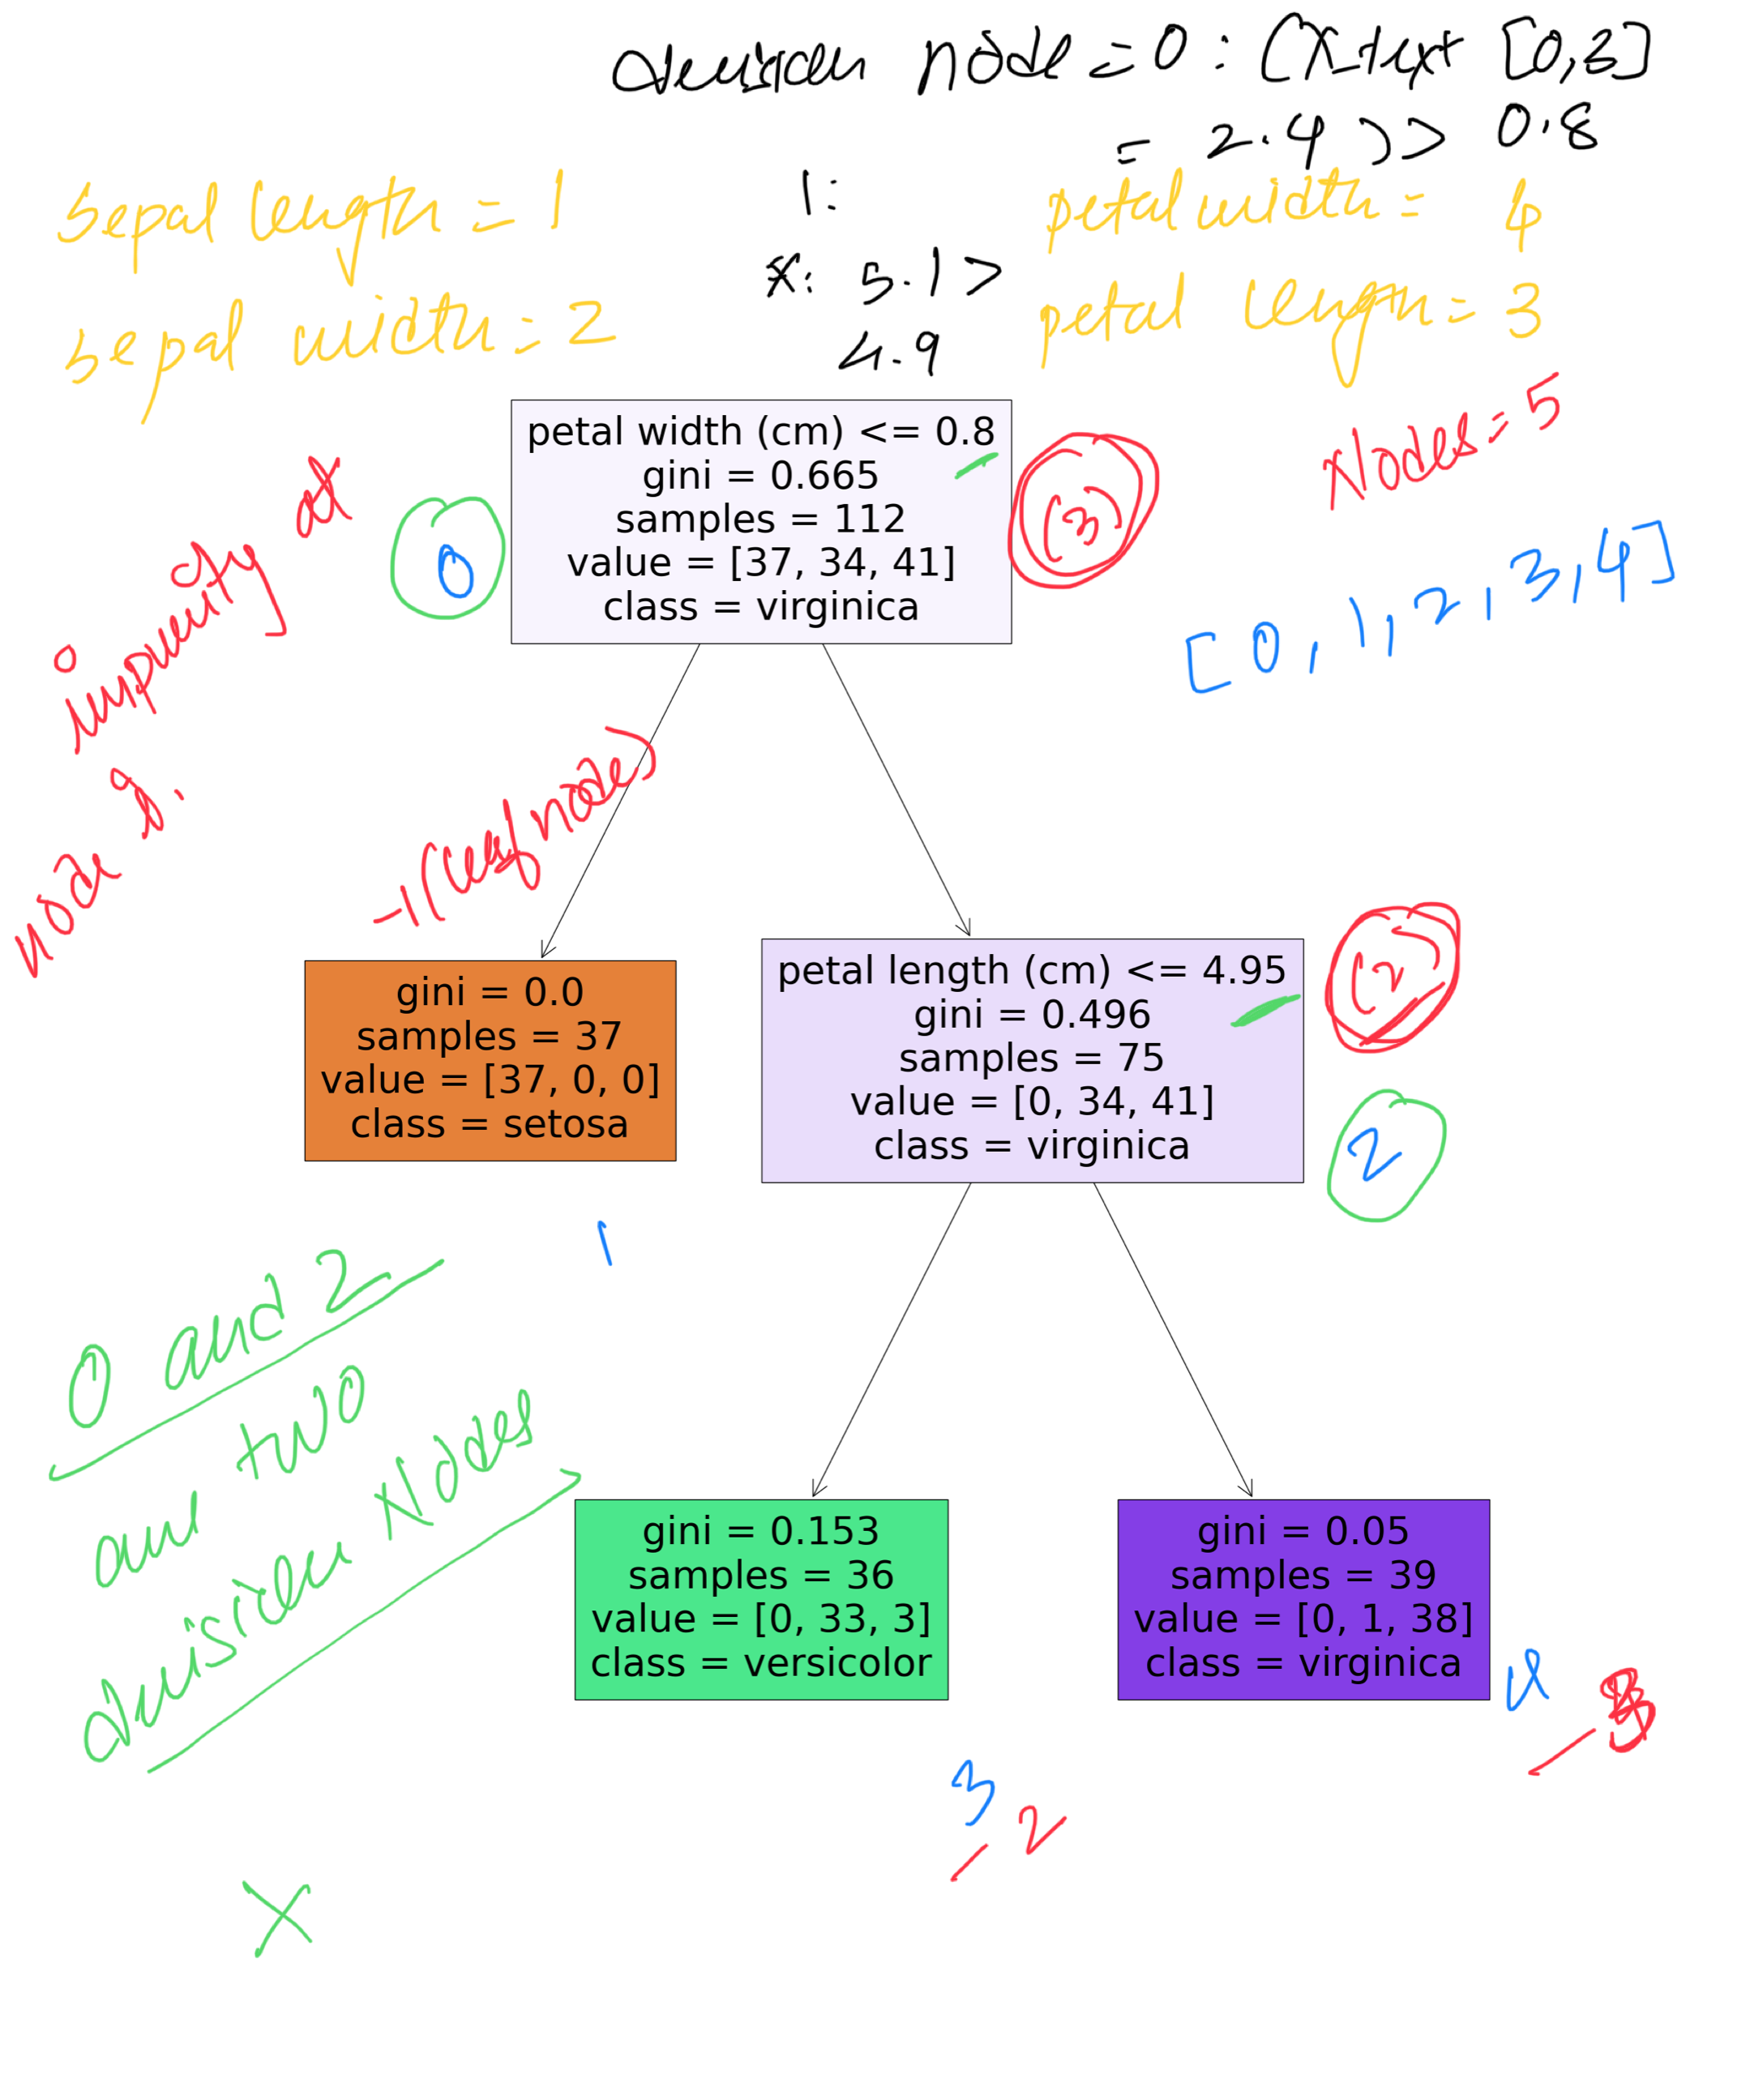 decision node = 0 : (X_test [0,3]
= 2.4 ) > 0.8
sepal length = 1
1:
petal width = 4
x: 5.1 >
4.9
sepal width = 2
petal length = 3
Nodes = 5
petal width (cm) <= 0.8
gini = 0.665
samples = 112
value = [37, 34, 41]
class = virginica
0
(3)
[0, 1, 2, 3, 4]
impurity at
node
-1 (leaf node)
gini = 0.0
samples = 37
value = [37, 0, 0]
class = setosa
1
petal length (cm) <= 4.95
gini = 0.496
samples = 75
value = [0, 34, 41]
class = virginica
(2)
2
0 and 2
are two
decision Nodes
gini = 0.153
samples = 36
value = [0, 33, 3]
class = versicolor
3
-2
gini = 0.05
samples = 39
value = [0, 1, 38]
class = virginica
4
X